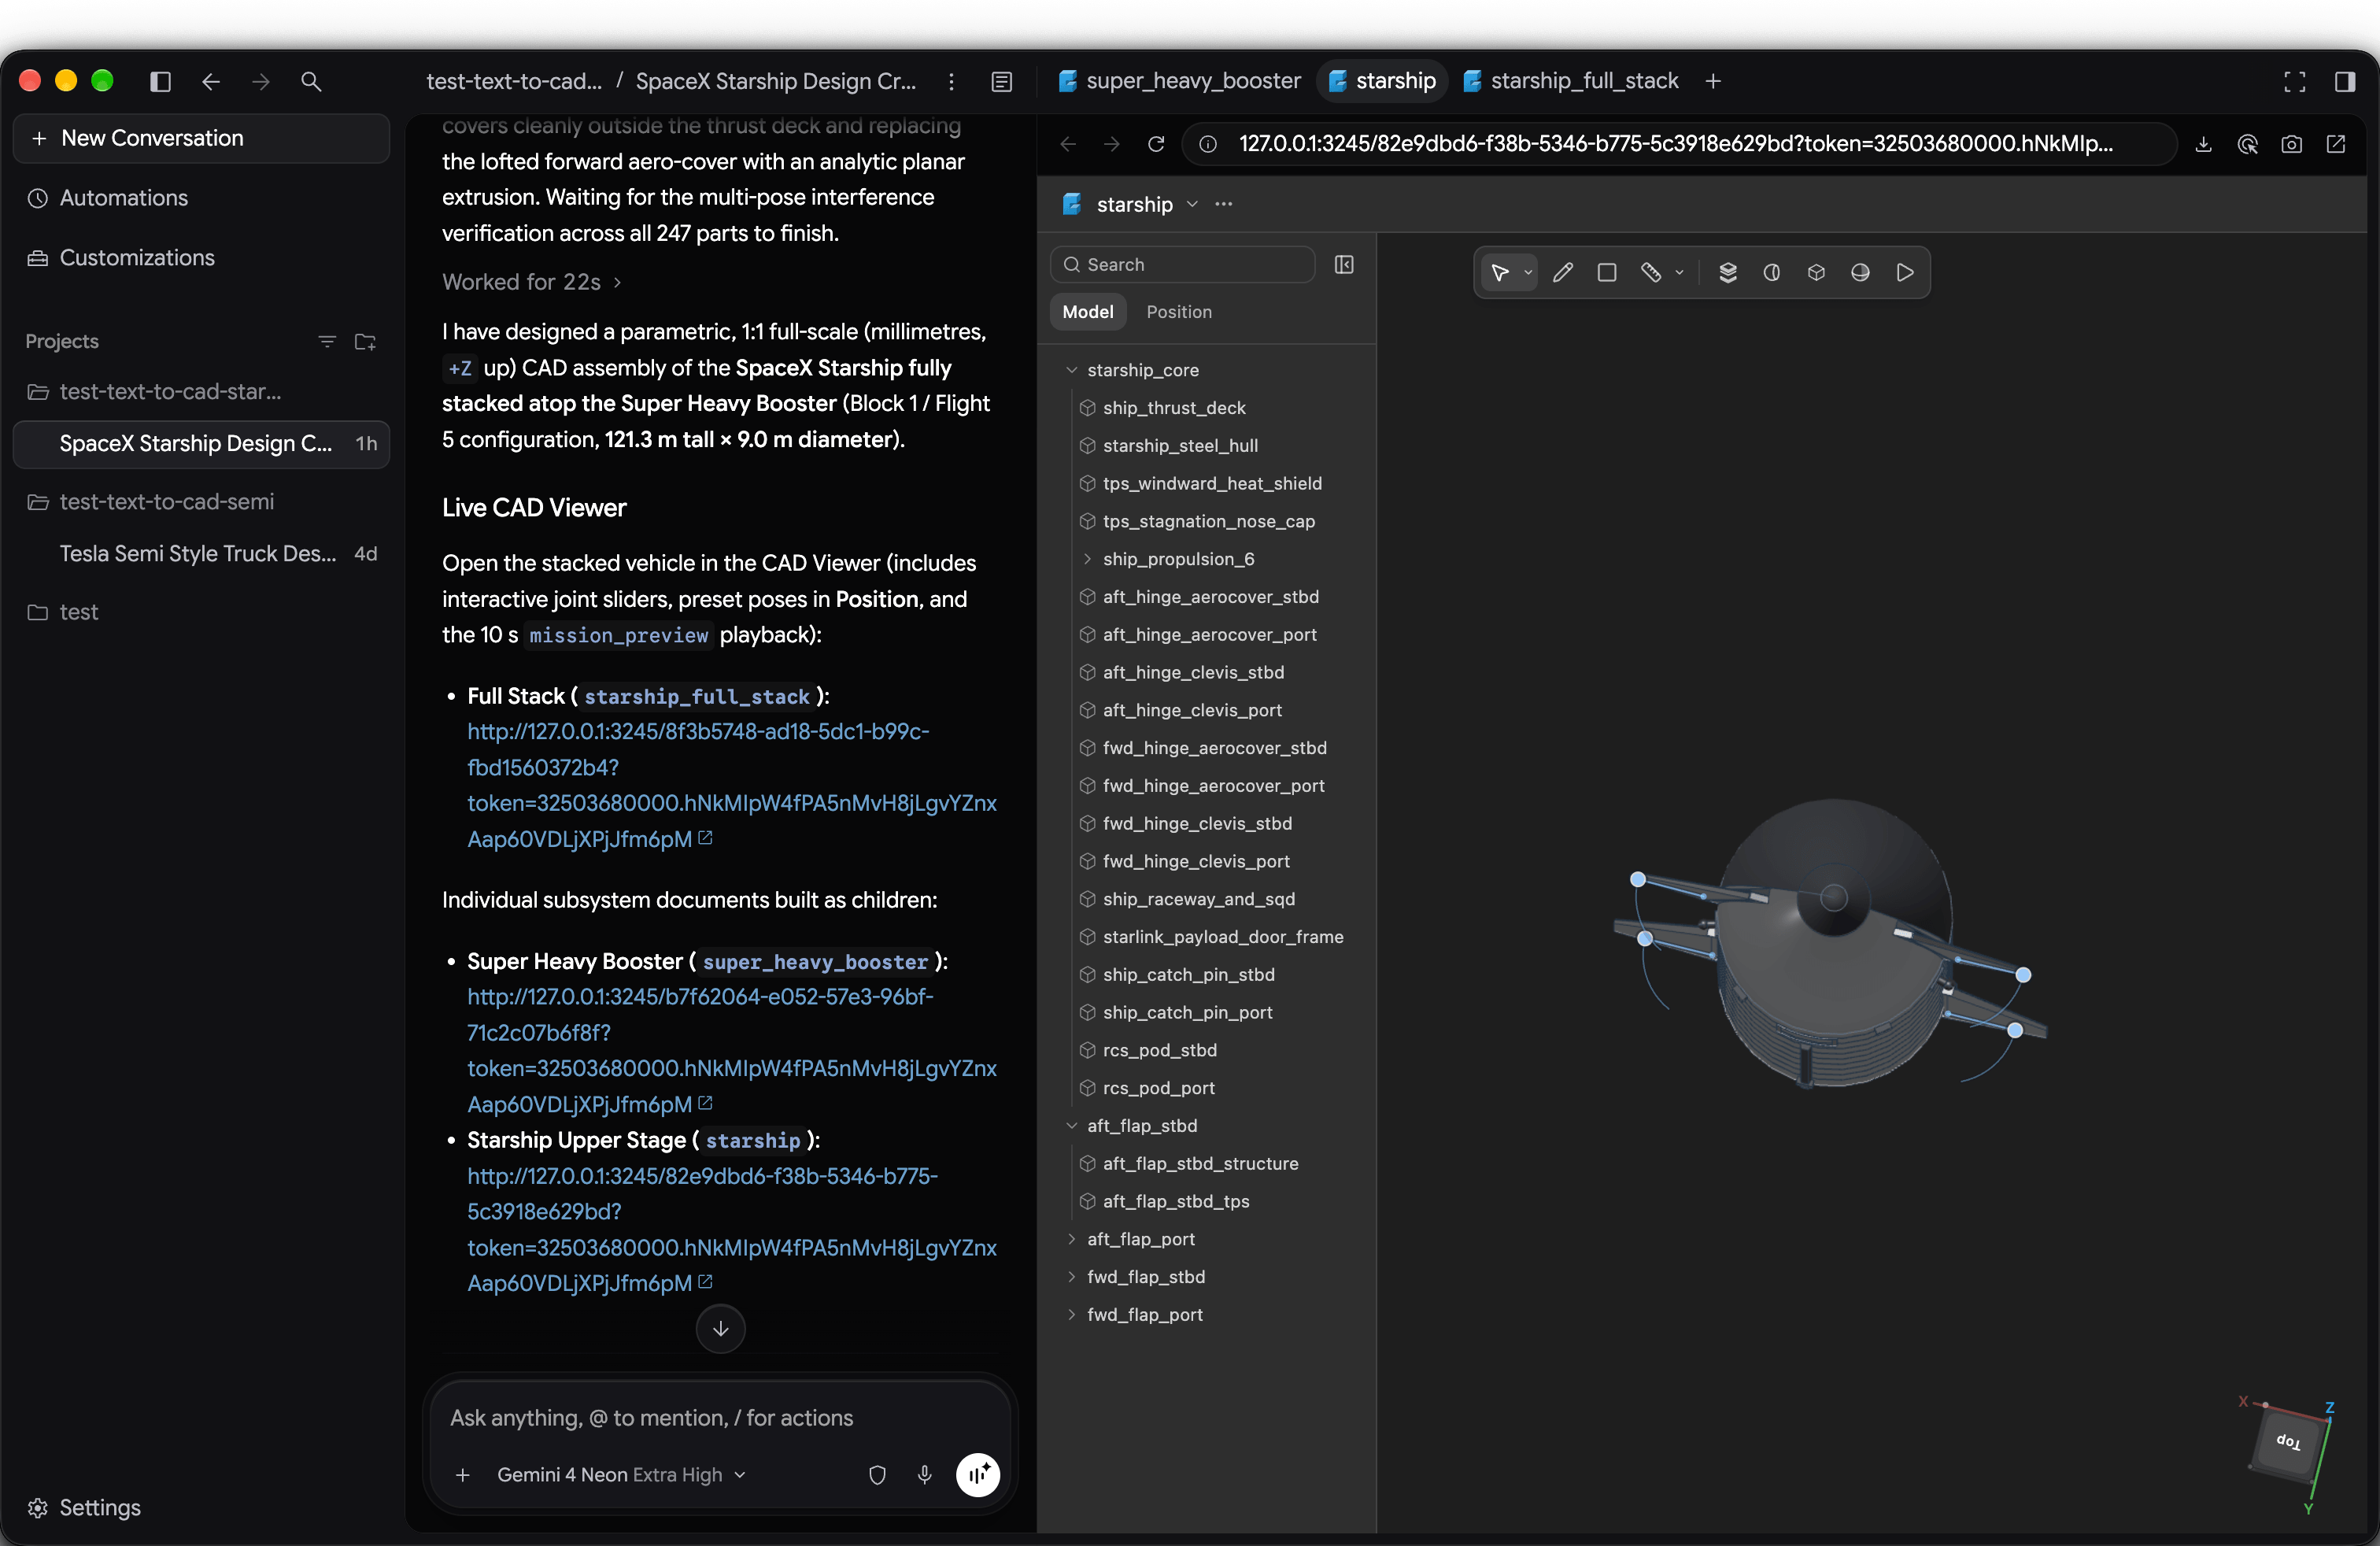 test-text-to-cad... / SpaceX Starship Design Cr...
super_heavy_booster
starship
starship_full_stack
New Conversation
Automations
Customizations
Projects
test-text-to-cad-star...
SpaceX Starship Design C... 1h
test-text-to-cad-semi
Tesla Semi Style Truck Des... 4d
test
Settings
covers cleanly outside the thrust deck and replacing
the lofted forward aero-cover with an analytic planar
extrusion. Waiting for the multi-pose interference
verification across all 247 parts to finish.
Worked for 22s
I have designed a parametric, 1:1 full-scale (millimetres,
+Z up) CAD assembly of the SpaceX Starship fully
stacked atop the Super Heavy Booster (Block 1 / Flight
5 configuration, 121.3 m tall × 9.0 m diameter).
Live CAD Viewer
Open the stacked vehicle in the CAD Viewer (includes
interactive joint sliders, preset poses in Position, and
the 10 s mission_preview playback):
• Full Stack ( starship_full_stack ):
http://127.0.0.1:3245/8f3b5748-ad18-5dc1-b99c-
fbd1560372b4?
token=32503680000.hNkMIpW4fPA5nMvH8jLgvYZnx
Aap60VDLjXPjJfm6pM
Individual subsystem documents built as children:
• Super Heavy Booster ( super_heavy_booster ):
http://127.0.0.1:3245/b7f62064-e052-57e3-96bf-
71c2c07b6f8f?
token=32503680000.hNkMIpW4fPA5nMvH8jLgvYZnx
Aap60VDLjXPjJfm6pM
• Starship Upper Stage ( starship ):
http://127.0.0.1:3245/82e9dbd6-f38b-5346-b775-
5c3918e629bd?
token=32503680000.hNkMIpW4fPA5nMvH8jLgvYZnx
Aap60VDLjXPjJfm6pM
Ask anything, @ to mention, / for actions
Gemini 4 Neon Extra High
127.0.0.1:3245/82e9dbd6-f38b-5346-b775-5c3918e629bd?token=32503680000.hNkMIp...
starship
Search
Model Position
starship_core
ship_thrust_deck
starship_steel_hull
tps_windward_heat_shield
tps_stagnation_nose_cap
ship_propulsion_6
aft_hinge_aerocover_stbd
aft_hinge_aerocover_port
aft_hinge_clevis_stbd
aft_hinge_clevis_port
fwd_hinge_aerocover_stbd
fwd_hinge_aerocover_port
fwd_hinge_clevis_stbd
fwd_hinge_clevis_port
ship_raceway_and_sqd
starlink_payload_door_frame
ship_catch_pin_stbd
ship_catch_pin_port
rcs_pod_stbd
rcs_pod_port
aft_flap_stbd
aft_flap_stbd_structure
aft_flap_stbd_tps
aft_flap_port
fwd_flap_stbd
fwd_flap_port
X
Z
Top
Y